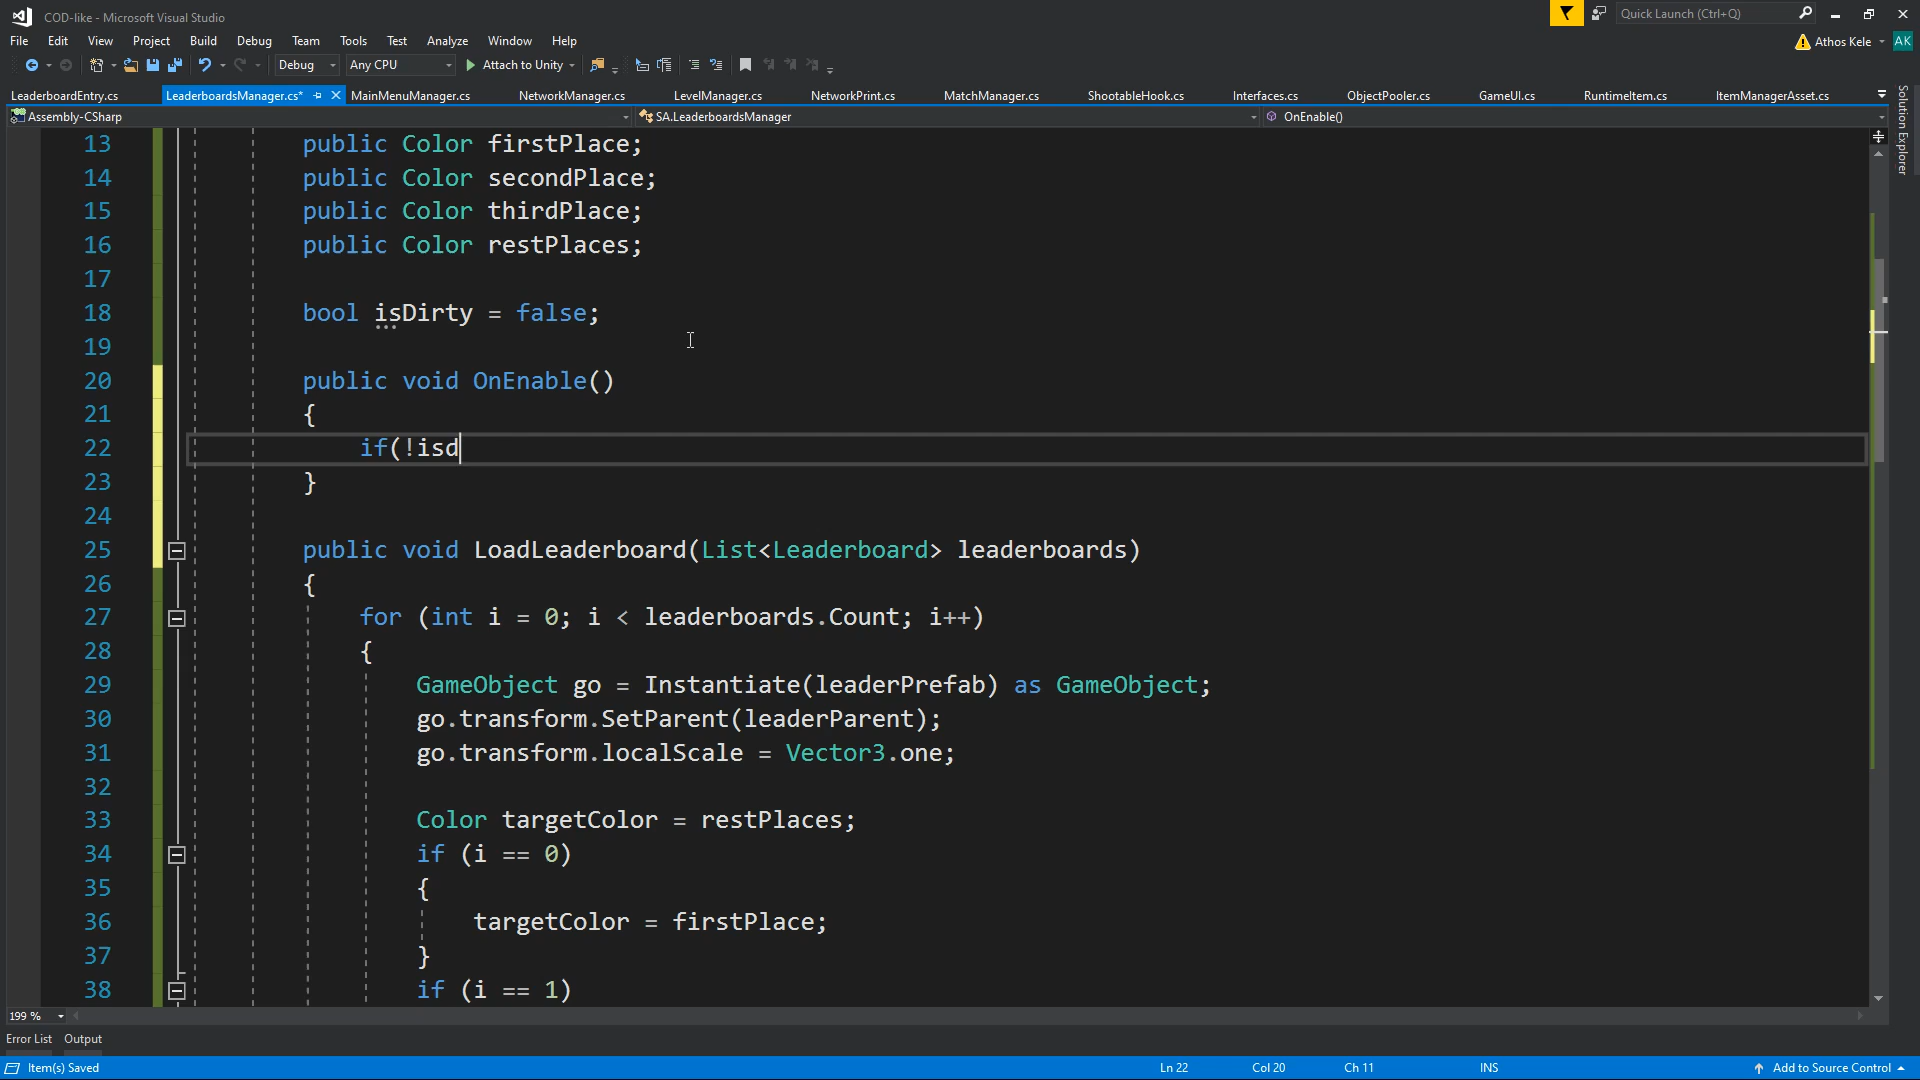 COD-like - Microsoft Visual Studio
Quick Launch (Ctrl+Q)
File Edit View Project Build Debug Team Tools Test Analyze Window Help
Athos Kele AK
Debug Any CPU Attach to Unity
LeaderboardEntry.cs LeaderboardsManager.cs* MainMenuManager.cs NetworkManager.cs LevelManager.cs NetworkPrint.cs MatchManager.cs ShootableHook.cs Interfaces.cs ObjectPooler.cs GameUI.cs RuntimeItem.cs ItemManagerAsset.cs
Assembly-CSharp SA.LeaderboardsManager OnEnable()
Solution Explorer
13 public Color firstPlace;
14 public Color secondPlace;
15 public Color thirdPlace;
16 public Color restPlaces;
17
18 bool isDirty = false;
19
20 public void OnEnable()
21 {
22 if(!isd
23 }
24
25 public void LoadLeaderboard(List<Leaderboard> leaderboards)
26 {
27 for (int i = 0; i < leaderboards.Count; i++)
28 {
29 GameObject go = Instantiate(leaderPrefab) as GameObject;
30 go.transform.SetParent(leaderParent);
31 go.transform.localScale = Vector3.one;
32
33 Color targetColor = restPlaces;
34 if (i == 0)
35 {
36 targetColor = firstPlace;
37 }
38 if (i == 1)
199 %
Error List Output
Item(s) Saved Ln 22 Col 20 Ch 11 INS Add to Source Control